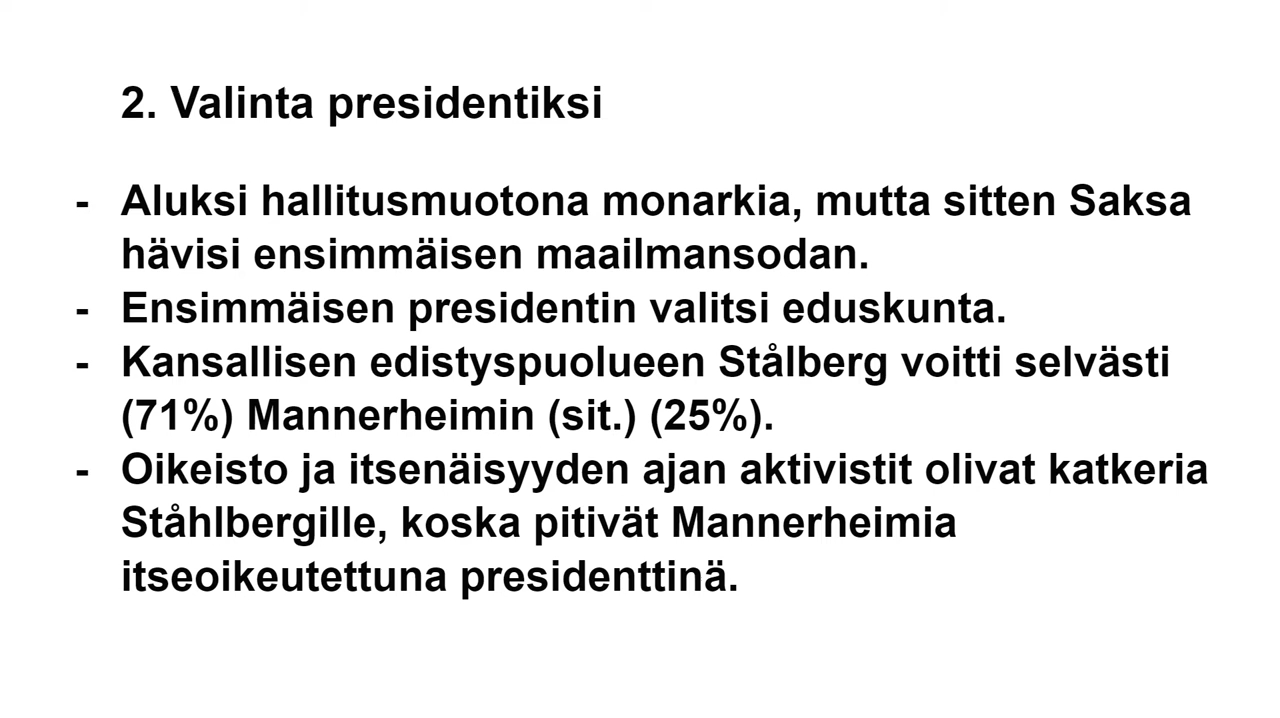 2. Valinta presidentiksi
- Aluksi hallitusmuotona monarkia, mutta sitten Saksa
hävisi ensimmäisen maailmansodan.
- Ensimmäisen presidentin valitsi eduskunta.
- Kansallisen edistyspuolueen Stålberg voitti selvästi
(71%) Mannerheimin (sit.) (25%).
- Oikeisto ja itsenäisyyden ajan aktivistit olivat katkeria
Ståhlbergille, koska pitivät Mannerheimia
itseoikeutettuna presidenttinä.